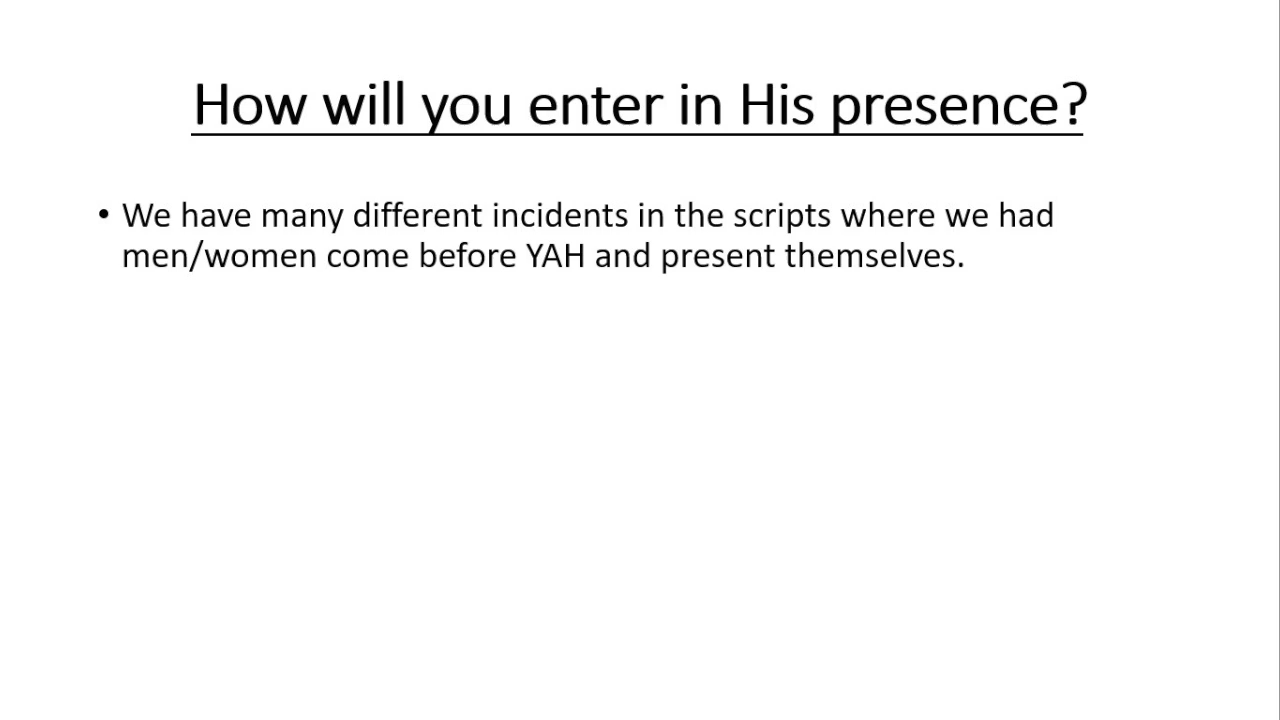 How will you enter in His presence?
• We have many different incidents in the scripts where we had
men/women come before YAH and present themselves.